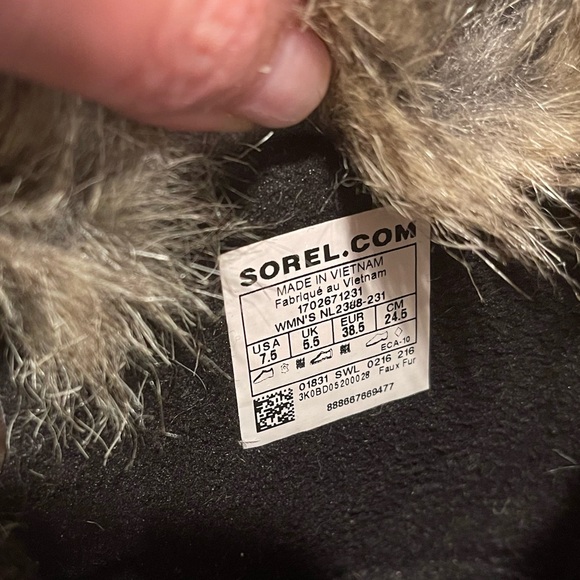 SOREL.COM
MADE IN VIETNAM
Fabriqué au Vietnam
1702671231
WMN'S NL2388-231
USA UK EUR CM
7.5 5.5 38.5 24.5
ECA-10
01831 SWL 0216 216
3K0BD05200028 Faux Fur
888667669477